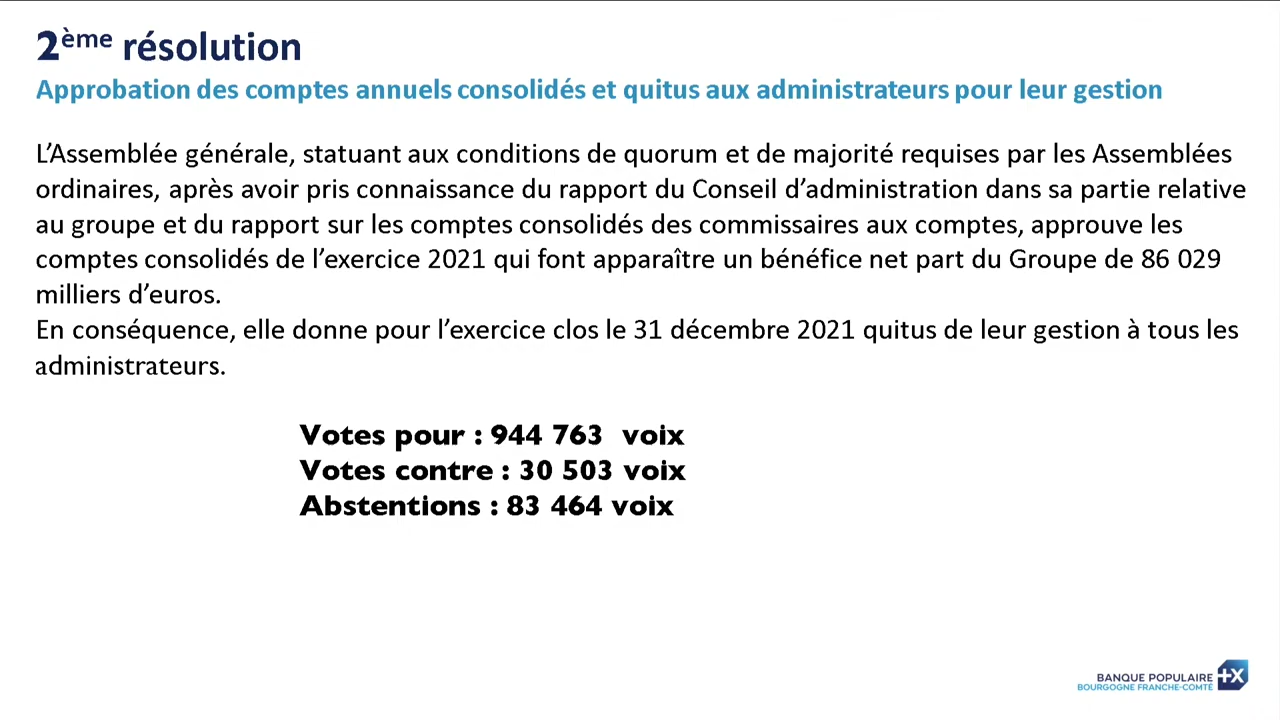 2ème résolution
Approbation des comptes annuels consolidés et quitus aux administrateurs pour leur gestion
L’Assemblée générale, statuant aux conditions de quorum et de majorité requises par les Assemblées
ordinaires, après avoir pris connaissance du rapport du Conseil d’administration dans sa partie relative
au groupe et du rapport sur les comptes consolidés des commissaires aux comptes, approuve les
comptes consolidés de l’exercice 2021 qui font apparaître un bénéfice net part du Groupe de 86 029
milliers d’euros.
En conséquence, elle donne pour l’exercice clos le 31 décembre 2021 quitus de leur gestion à tous les
administrateurs.
Votes pour : 944 763 voix
Votes contre : 30 503 voix
Abstentions : 83 464 voix
BANQUE POPULAIRE
BOURGOGNE FRANCHE-COMTÉ